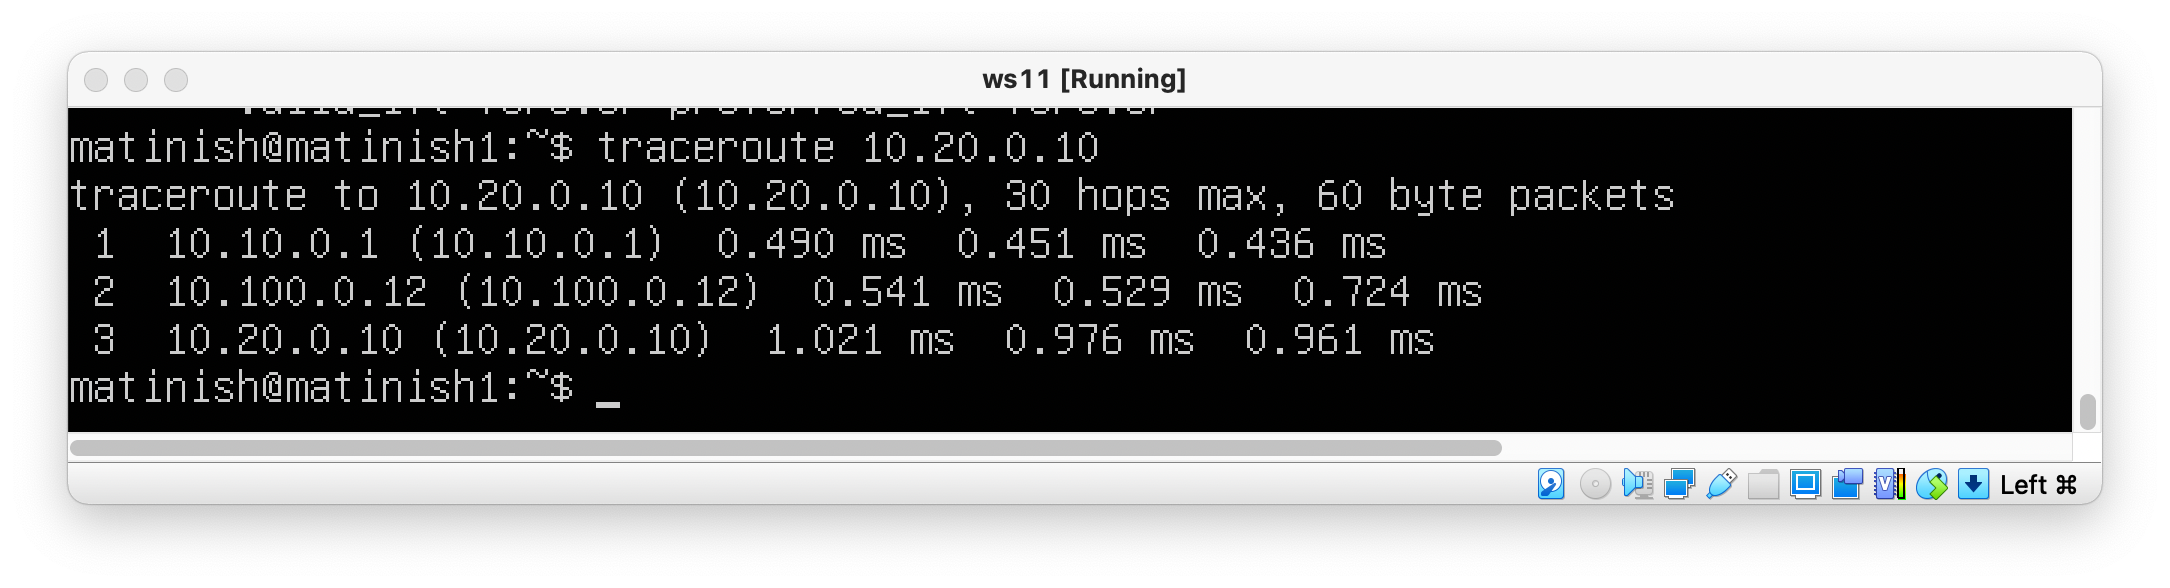 ws11 [Running]
matinish@matinish1:~$ traceroute 10.20.0.10
traceroute to 10.20.0.10 (10.20.0.10), 30 hops max, 60 byte packets
 1  10.10.0.1 (10.10.0.1)  0.490 ms  0.451 ms  0.436 ms
 2  10.100.0.12 (10.100.0.12)  0.541 ms  0.529 ms  0.724 ms
 3  10.20.0.10 (10.20.0.10)  1.021 ms  0.976 ms  0.961 ms
matinish@matinish1:~$ _
Left ⌘